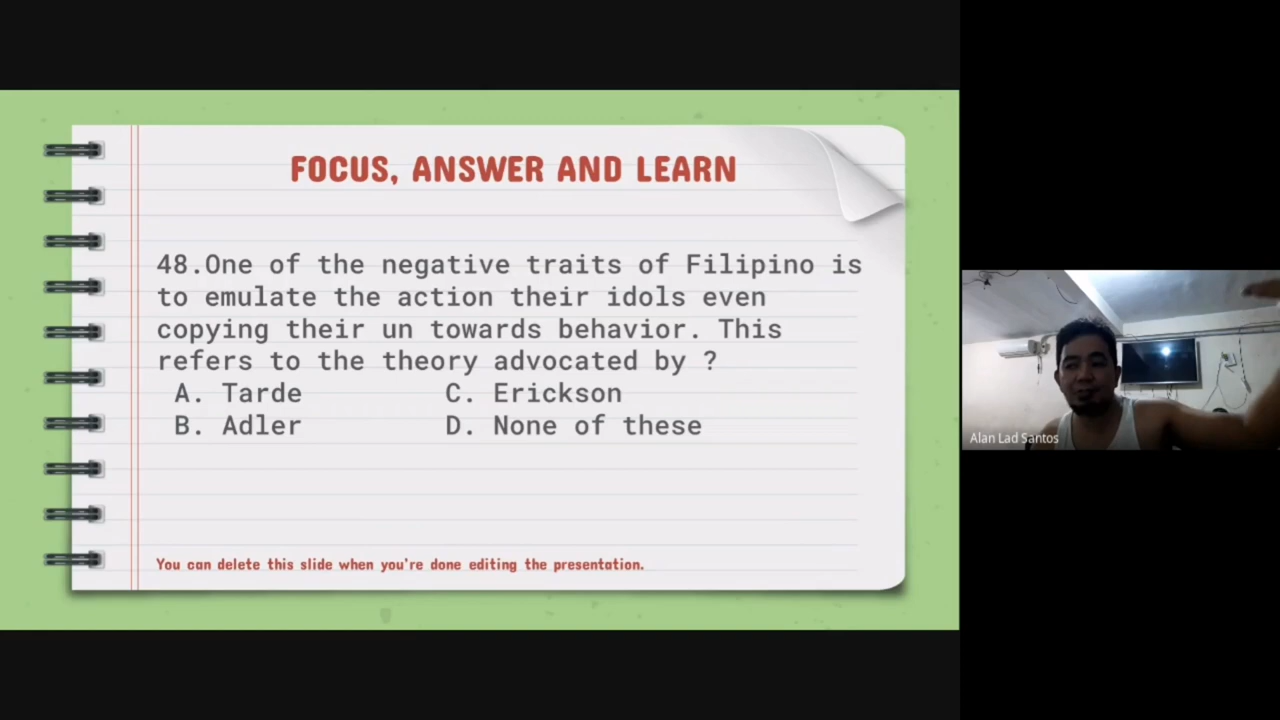 FOCUS, ANSWER AND LEARN
48.One of the negative traits of Filipino is
to emulate the action their idols even
copying their un towards behavior. This
refers to the theory advocated by ?
A. Tarde C. Erickson
B. Adler D. None of these
You can delete this slide when you're done editing the presentation.
Alan Lad Santos